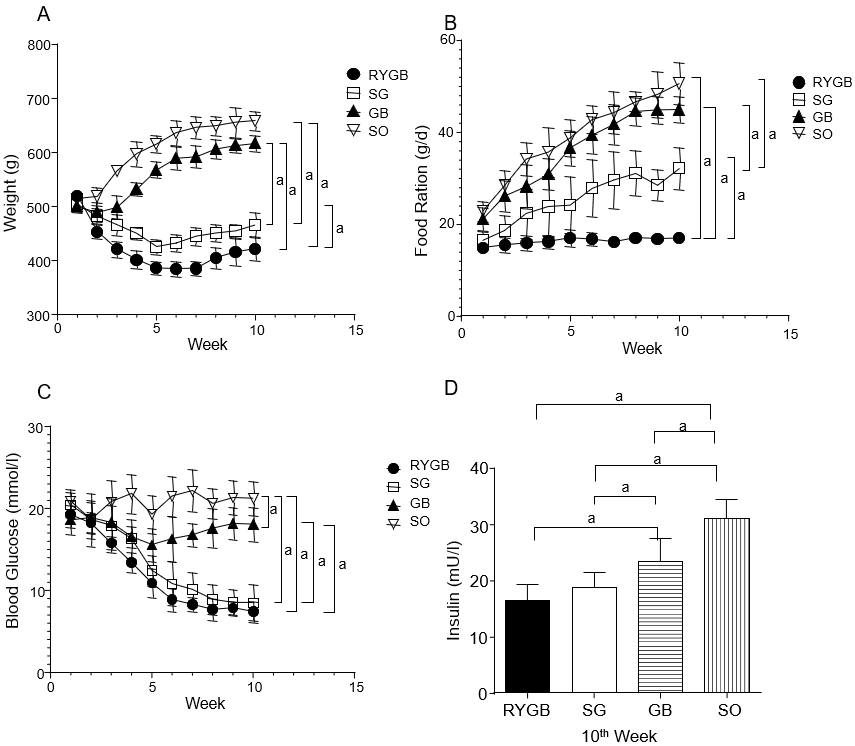 A
800
700
600
500
400
300
Weight (g)
0
5
10
15
Week
RYGB
SG
GB
SO
a
a
a
a
a
B
60
40
20
0
Food Ration (g/d)
0
5
10
15
Week
RYGB
SG
GB
SO
a
a
a
a
a
C
30
20
10
0
Blood Glucose (mmol/l)
0
5
10
15
Week
RYGB
SG
GB
SO
a
a
a
a
a
D
a
a
a
a
a
40
30
20
10
0
Insulin (mU/l)
RYGB SG GB SO
10th Week